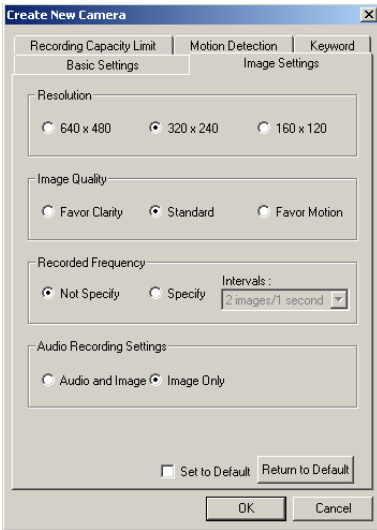 Create New Camera
Recording Capacity Limit Motion Detection Keyword
Basic Settings Image Settings
Resolution
640 x 480 320 x 240 160 x 120
Image Quality
Favor Clarity Standard Favor Motion
Recorded Frequency
Intervals :
Not Specify Specify 2 images/1 second
Audio Recording Settings
Audio and Image Image Only
Set to Default Return to Default
OK Cancel